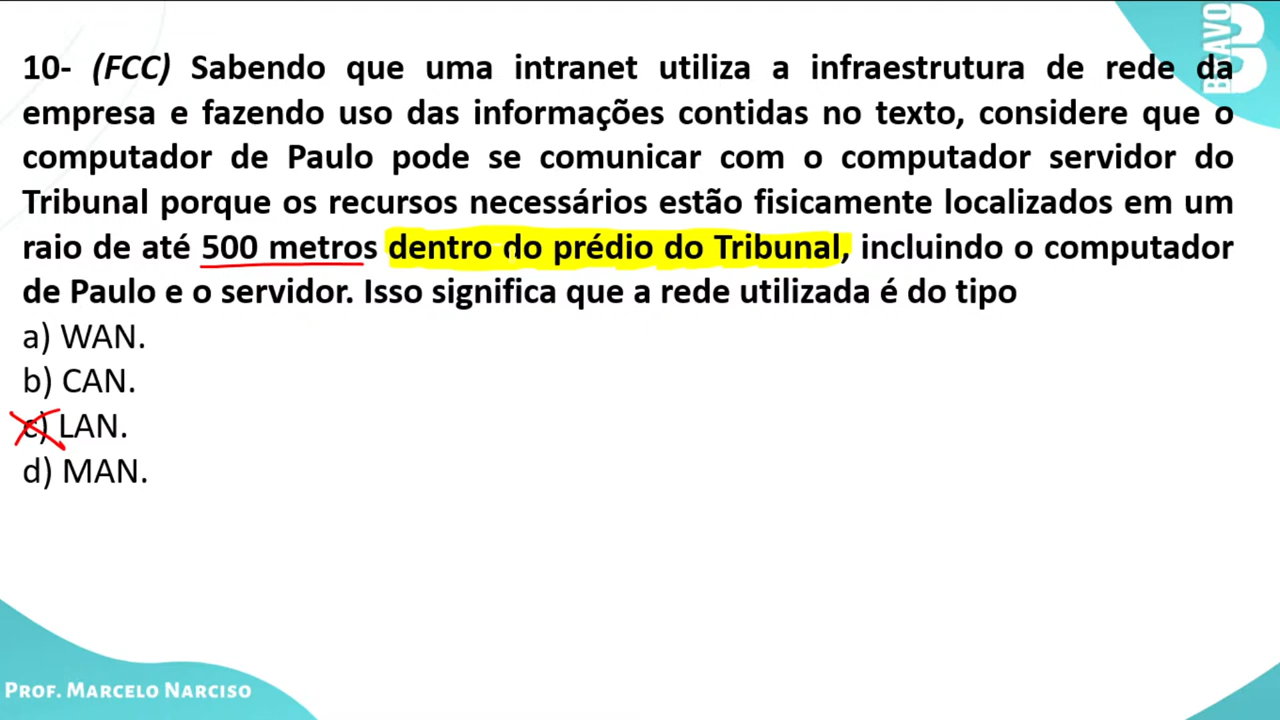 10- (FCC) Sabendo que uma intranet utiliza a infraestrutura de rede da
empresa e fazendo uso das informações contidas no texto, considere que o
computador de Paulo pode se comunicar com o computador servidor do
Tribunal porque os recursos necessários estão fisicamente localizados em um
raio de até 500 metros dentro do prédio do Tribunal, incluindo o computador
de Paulo e o servidor. Isso significa que a rede utilizada é do tipo
a) WAN.
b) CAN.
c) LAN.
d) MAN.
BRAVO
PROF. MARCELO NARCISO